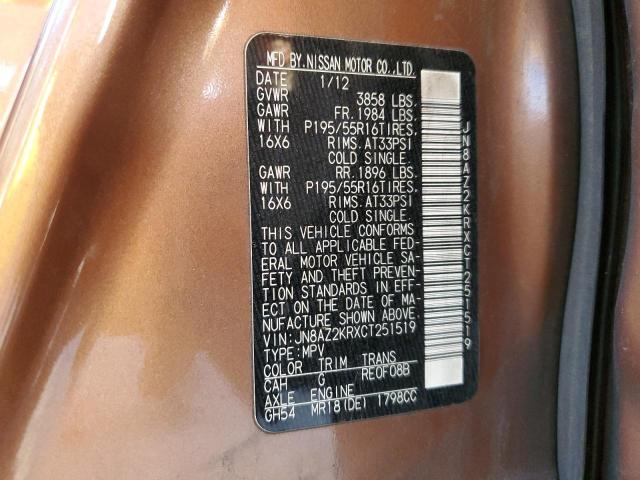 MFD BY.NISSAN MOTOR CO.,LTD.
DATE 1/12
GVWR 3858 LBS.
GAWR FR.1984 LBS.
WITH P195/55R16TIRES,
16X6 RIMS.AT33PSI
COLD SINGLE.
GAWR RR.1896 LBS.
WITH P195/55R16TIRES,
16X6 RIMS.AT33PSI
COLD SINGLE.
THIS VEHICLE CONFORMS
TO ALL APPLICABLE FED-
ERAL MOTOR VEHICLE SA-
FETY AND THEFT PREVEN-
TION STANDARDS IN EFF-
ECT ON THE DATE OF MA-
NUFACTURE SHOWN ABOVE.
VIN:JN8AZ2KRXCT251519
TYPE:MPV
COLOR TRIM TRANS
CAH G RE0F08B
AXLE ENGINE
GH54 MR18(DE) 1798CC
JN8AZ2KRXCT251519